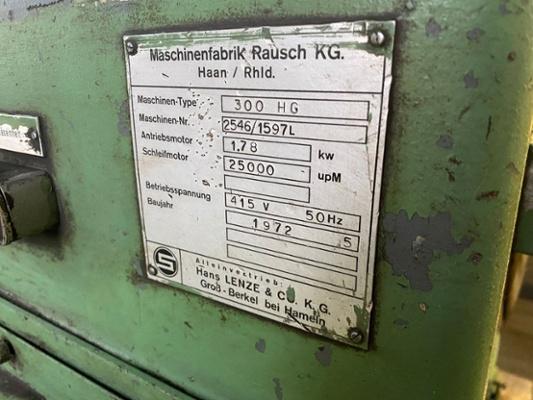 Maschinenfabrik Rausch KG.
Haan / Rhld.
Maschinen-Type 300 HG
Maschinen-Nr. 2546/1597L
Antriebsmotor 1.78 kw
Schleifmotor 25000 upM
Betriebsspannung 415 V 50Hz
Baujahr 1972 5
Alleinvertrieb:
Hans LENZE & Co. K.G.
Groß-Berkel bei Hameln